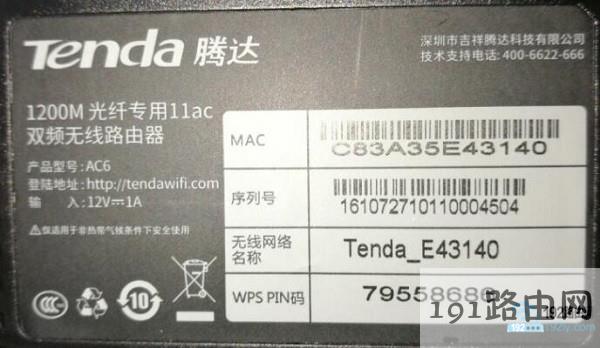 Tenda 腾达
深圳市吉祥腾达科技有限公司
技术支持电话: 400-6622-666
1200M 光纤专用11ac
双频无线路由器
产品型号: AC6
登陆地址: http://tendawifi.com
输 入: 12V⎓1A
仅适用于非热带气候条件下安全使用
MAC
C83A35E43140
序列号
161072710110004504
无线网络
名称
Tenda_E43140
WPS PIN码
7955868
10
191路由网
192